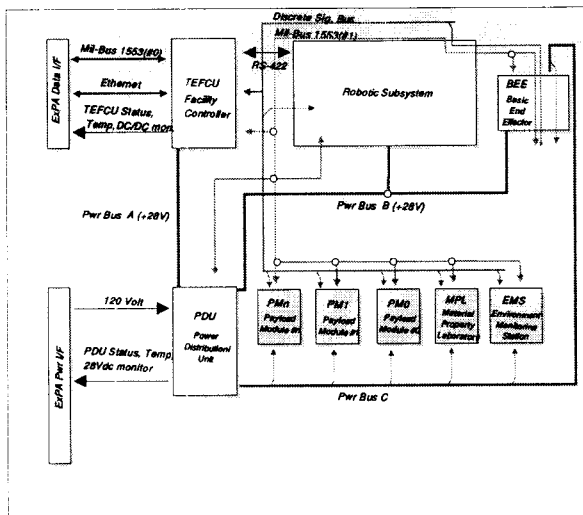 Discrete Sig. Bus
Mil-Bus 1553(#0)
Mil-Bus 1553(#1)
RS-422
ExPA Data I/F
Ethernet
TEFCU Status,
Temp, DC/DC mon.
TEFCU
Facility
Controller
Robotic Subsystem
BEE
Basic
End
Effector
Pwr Bus A (+28V)
Pwr Bus B (+28V)
ExPA Pwr I/F
120 Volt
PDU Status, Temp,
28Vdc monitor
PDU
Power
Distribution
Unit
PMn
Payload
Module
PM1
Payload
Module #1
PM0
Payload
Module
MPL
Material
Property
Laboratory
EMS
Environment
Monitoring
Station
Pwr Bus C